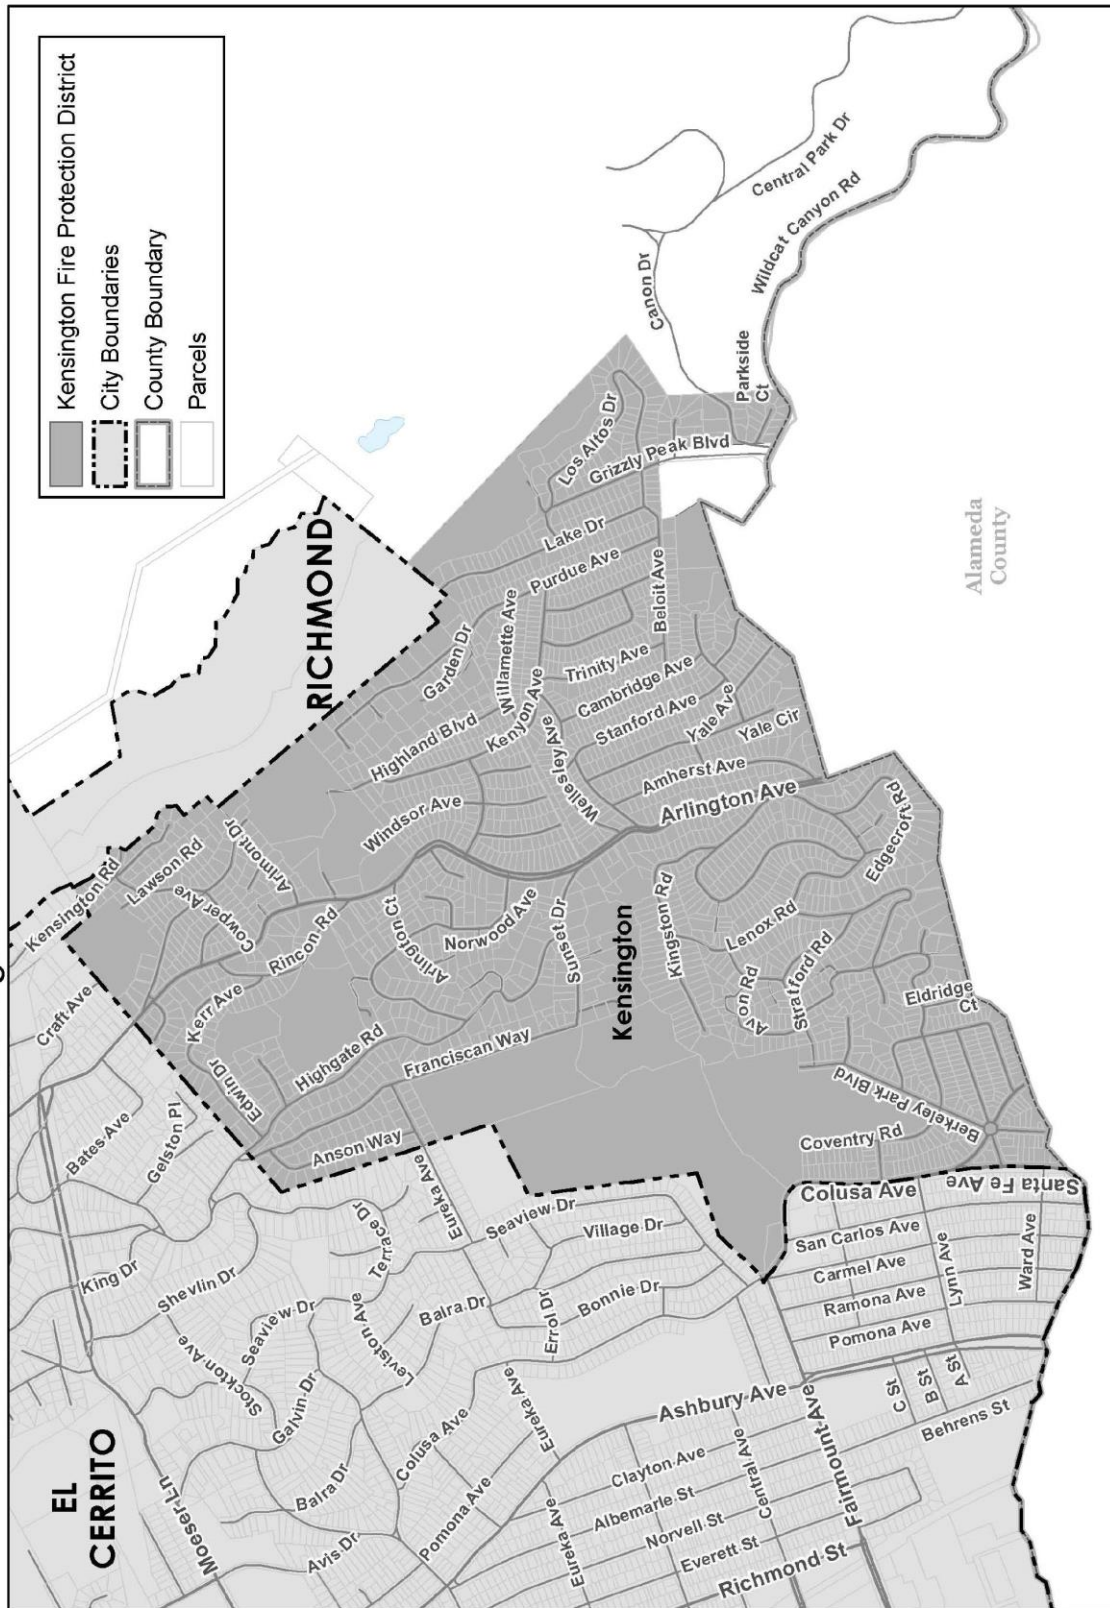 Kensington Fire Protection District
City Boundaries
County Boundary
Parcels
EL
CERRITO
RICHMOND
Kensington
Alameda
County
Kensington Rd
Lawson Rd
Arlmont Dr
Cowper Ave
Craft Ave
Rincon Rd
Kerr Ave
Edwin Dr
Highgate Rd
Arlington Ct
Norwood Ave
Sunset Dr
Franciscan Way
Anson Way
Windsor Ave
Highland Blvd
Garden Dr
Kenyon Ave
Willamette Ave
Wellesley Ave
Purdue Ave
Lake Dr
Los Altos Dr
Grizzly Peak Blvd
Beloit Ave
Trinity Ave
Cambridge Ave
Stanford Ave
Yale Ave
Yale Cir
Amherst Ave
Arlington Ave
Edgecroft Rd
Kingston Rd
Lenox Rd
Avon Rd
Stratford Rd
Eldridge
Ct
Berkeley Park Blvd
Coventry Rd
Colusa Ave
Santa Fe Ave
San Carlos Ave
Carmel Ave
Ramona Ave
Pomona Ave
Lynn Ave
Ward Ave
C St
B St
A St
Behrens St
Canon Dr
Central Park Dr
Wildcat Canyon Rd
Parkside
Ct
Bates Ave
Gelston Pl
King Dr
Shevlin Dr
Seaview Dr
Stockton Ave
Galvin Dr
Terrace Dr
Leviston Ave
Balra Dr
Eureka Ave
Seaview Dr
Village Dr
Errol Dr
Bonnie Dr
Moeser Ln
Balra Dr
Colusa Ave
Avis Dr
Pomona Ave
Eureka Ave
Eureka Ave
Ashbury Ave
Clayton Ave
Albemarle St
Norvell St
Everett St
Richmond St
Central Ave
Fairmount Ave